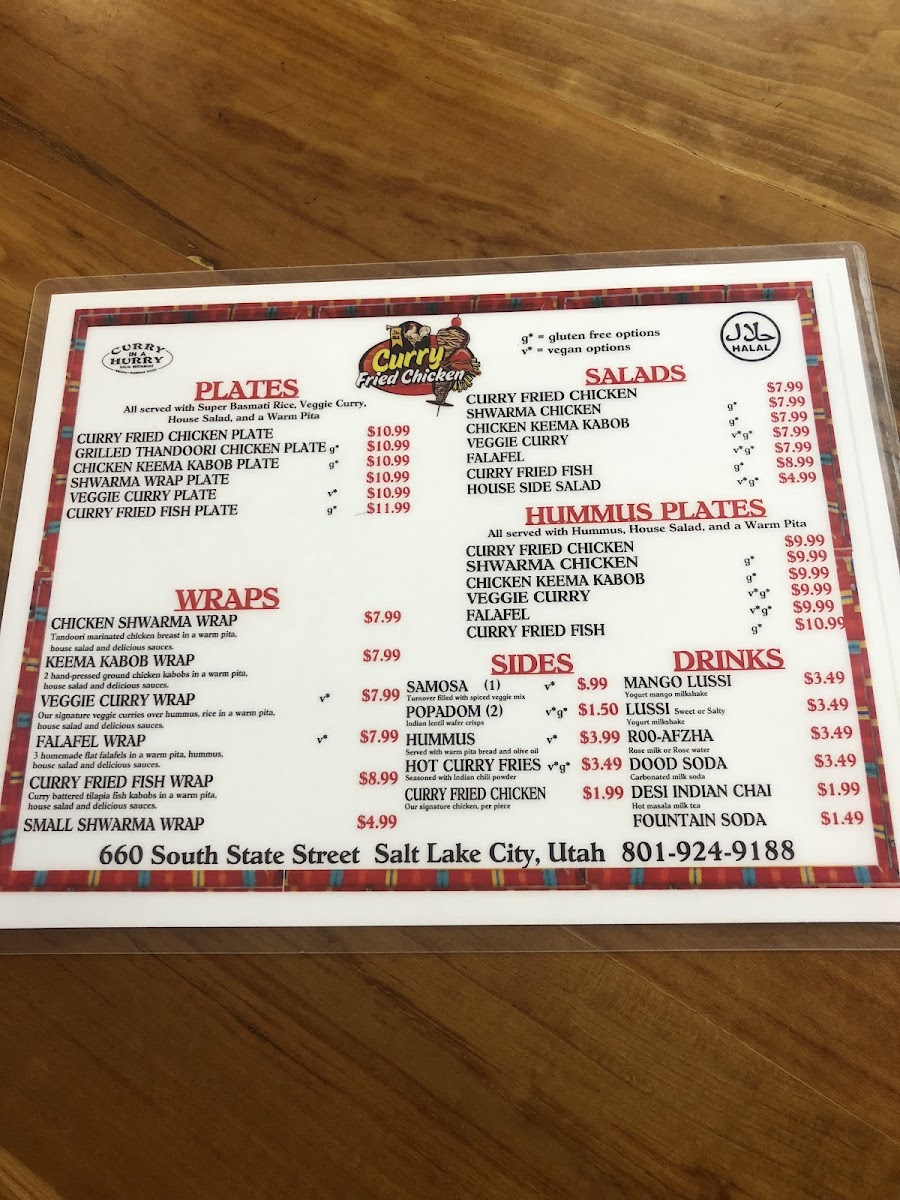 CURRY
IN A
HURRY
HALAL RESTAURANT
Curry
Fried Chicken
g* = gluten free options
v* = vegan options
حلال
HALAL
PLATES
All served with Super Basmati Rice, Veggie Curry,
House Salad, and a Warm Pita
CURRY FRIED CHICKEN PLATE $10.99
GRILLED THANDOORI CHICKEN PLATE g* $10.99
CHICKEN KEEMA KABOB PLATE g* $10.99
SHWARMA WRAP PLATE $10.99
VEGGIE CURRY PLATE v* $10.99
CURRY FRIED FISH PLATE g* $11.99
WRAPS
CHICKEN SHWARMA WRAP $7.99
Tandoori marinated chicken breast in a warm pita,
house salad and delicious sauces.
KEEMA KABOB WRAP $7.99
2 hand-pressed ground chicken kabobs in a warm pita,
house salad and delicious sauces.
VEGGIE CURRY WRAP v* $7.99
Our signature veggie curries over hummus, rice in a warm pita,
house salad and delicious sauces.
FALAFEL WRAP v* $7.99
3 homemade flat falafels in a warm pita, hummus,
house salad and delicious sauces.
CURRY FRIED FISH WRAP $8.99
Curry battered tilapia fish kabobs in a warm pita,
house salad and delicious sauces.
SMALL SHWARMA WRAP $4.99
SALADS
CURRY FRIED CHICKEN $7.99
SHWARMA CHICKEN g* $7.99
CHICKEN KEEMA KABOB g* $7.99
VEGGIE CURRY v*g* $7.99
FALAFEL v*g* $7.99
CURRY FRIED FISH g* $8.99
HOUSE SIDE SALAD v*g* $4.99
HUMMUS PLATES
All served with Hummus, House Salad, and a Warm Pita
CURRY FRIED CHICKEN $9.99
SHWARMA CHICKEN g* $9.99
CHICKEN KEEMA KABOB g* $9.99
VEGGIE CURRY v*g* $9.99
FALAFEL v*g* $9.99
CURRY FRIED FISH g* $10.99
SIDES
SAMOSA (1) v* $.99
Turnover filled with spiced veggie mix
POPADOM (2) v*g* $1.50
Indian lentil wafer crisps
HUMMUS v* $3.99
Served with warm pita bread and olive oil
HOT CURRY FRIES v*g* $3.49
Seasoned with Indian chili powder
CURRY FRIED CHICKEN $1.99
Our signature chicken, per piece
DRINKS
MANGO LUSSI $3.49
Yogurt mango milkshake
LUSSI Sweet or Salty $3.49
Yogurt milkshake
R00-AFZHA $3.49
Rose milk or Rose water
DOOD SODA $3.49
Carbonated milk soda
DESI INDIAN CHAI $1.99
Hot masala milk tea
FOUNTAIN SODA $1.49
660 South State Street Salt Lake City, Utah 801-924-9188